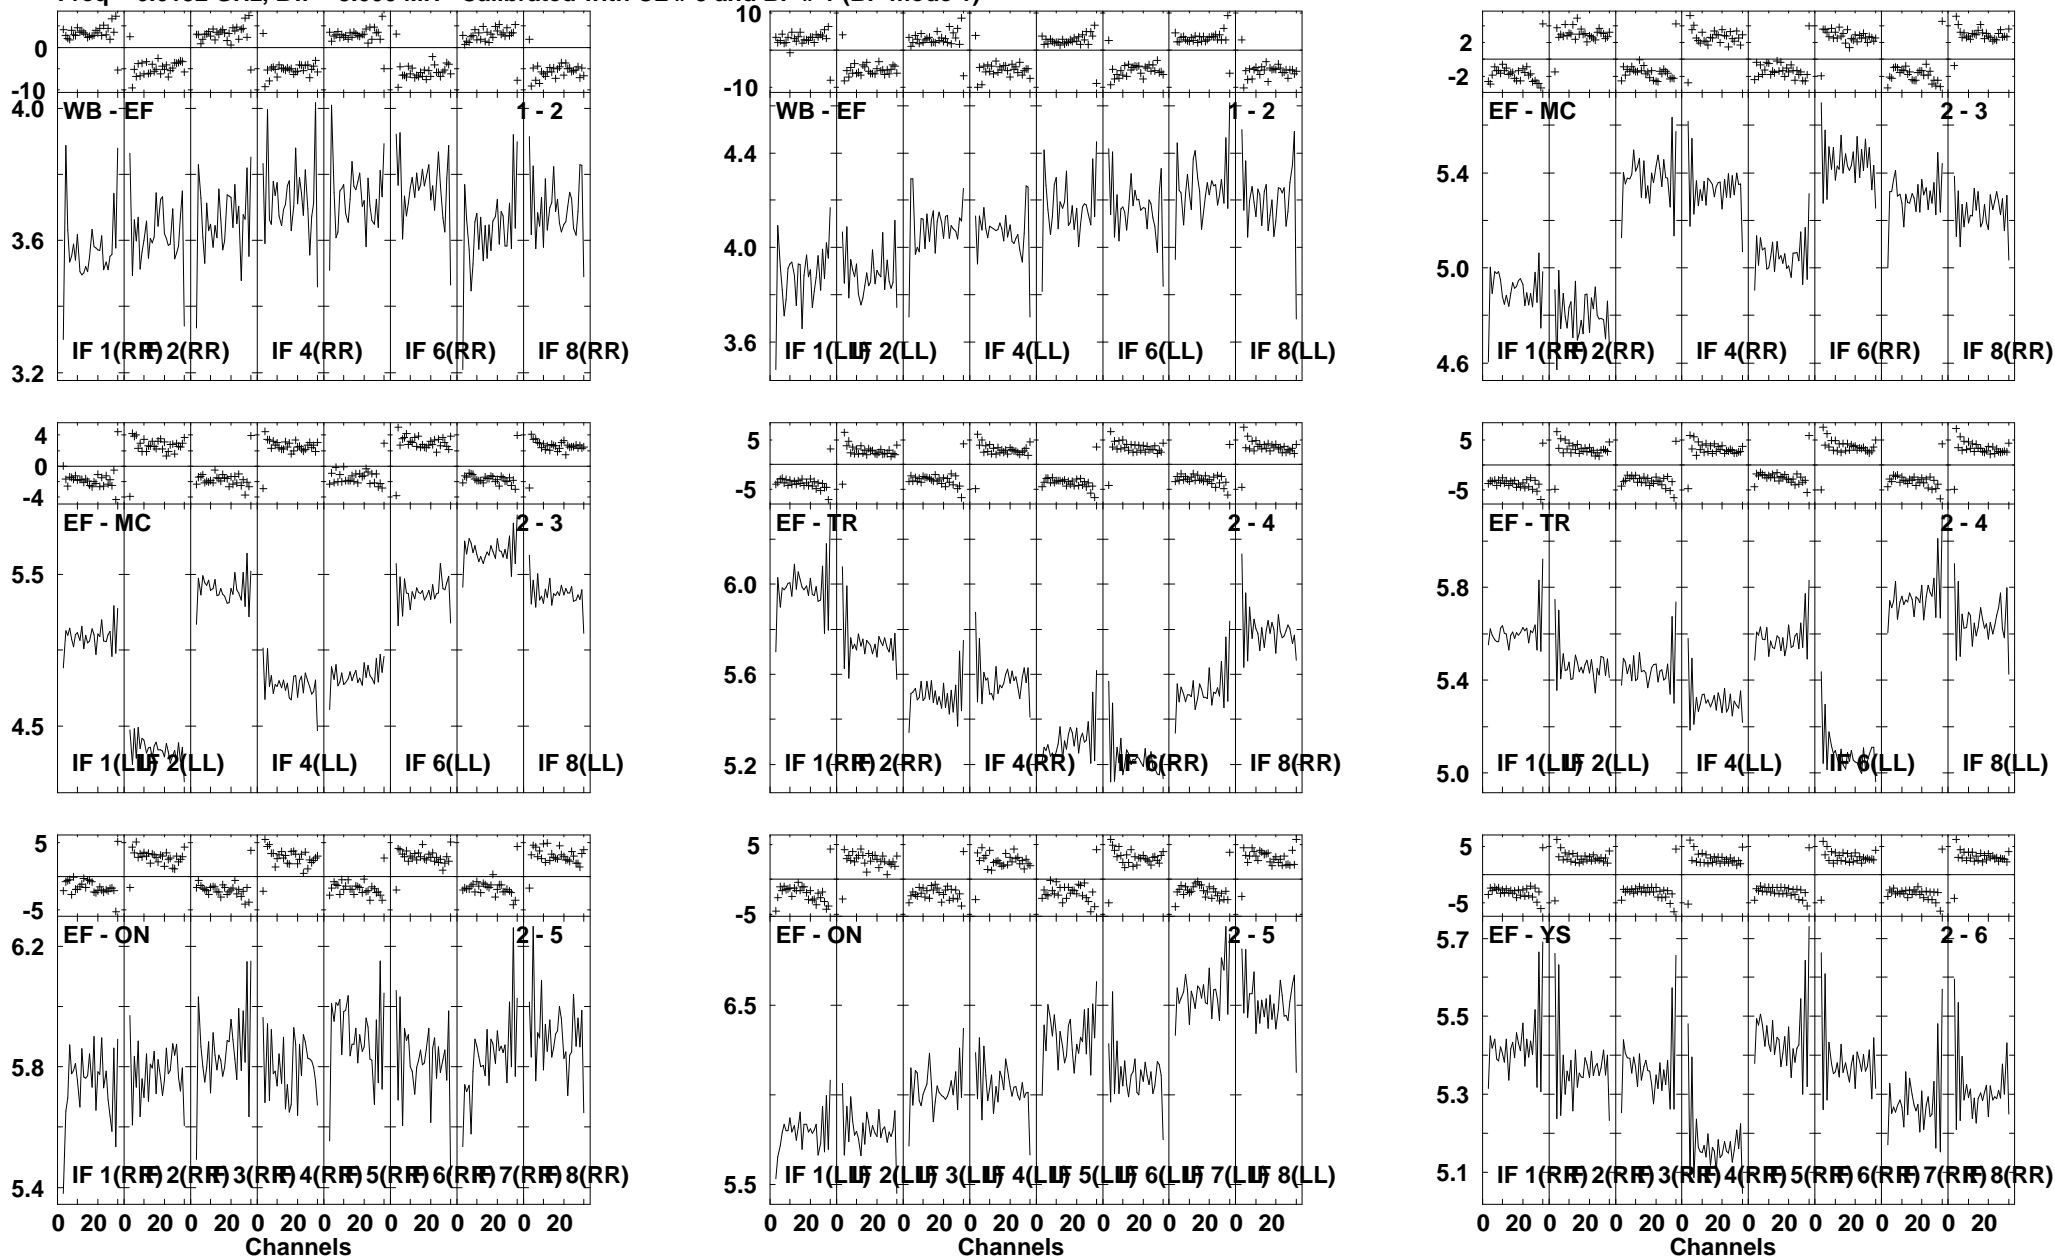 GHz, MH Calibrated with CL # and BP # (BP mode 1)
0
-10
WB - EF
1 - 2
4.0
3.6
3.2
IF 1(RR)
IF 2(RR)
IF 4(RR)
IF 6(RR)
IF 8(RR)
10
-10
WB - EF
1 - 2
4.4
4.0
3.6
IF 1(LL)
IF 2(LL)
IF 4(LL)
IF 6(LL)
IF 8(LL)
2
-2
EF - MC
2 - 3
5.4
5.0
4.6
IF 1(RR)
IF 2(RR)
IF 4(RR)
IF 6(RR)
IF 8(RR)
4
0
-4
EF - MC
2 - 3
5.5
4.5
IF 1(LL)
IF 2(LL)
IF 4(LL)
IF 6(LL)
IF 8(LL)
5
-5
EF - TR
2 - 4
6.0
5.6
5.2
IF 1(RR)
IF 2(RR)
IF 4(RR)
IF 6(RR)
IF 8(RR)
5
-5
EF - TR
2 - 4
5.8
5.4
5.0
IF 1(LL)
IF 2(LL)
IF 4(LL)
IF 6(LL)
IF 8(LL)
5
-5
EF - ON
2 - 5
6.2
5.8
5.4
IF 1(RR)
IF 2(RR)
IF 3(RR)
IF 4(RR)
IF 5(RR)
IF 6(RR)
IF 7(RR)
IF 8(RR)
0 20 0 20 0 20 0 20 0 20 0 20 0 20 0 20
Channels
5
-5
EF - ON
2 - 5
6.5
5.5
IF 1(LL)
IF 2(LL)
IF 3(LL)
IF 4(LL)
IF 5(LL)
IF 6(LL)
IF 7(LL)
IF 8(LL)
0 20 0 20 0 20 0 20 0 20 0 20 0 20 0 20
Channels
5
-5
EF - YS
2 - 6
5.7
5.5
5.3
5.1
IF 1(RR)
IF 2(RR)
IF 3(RR)
IF 4(RR)
IF 5(RR)
IF 6(RR)
IF 7(RR)
IF 8(RR)
0 20 0 20 0 20 0 20 0 20 0 20 0 20 0 20
Channels